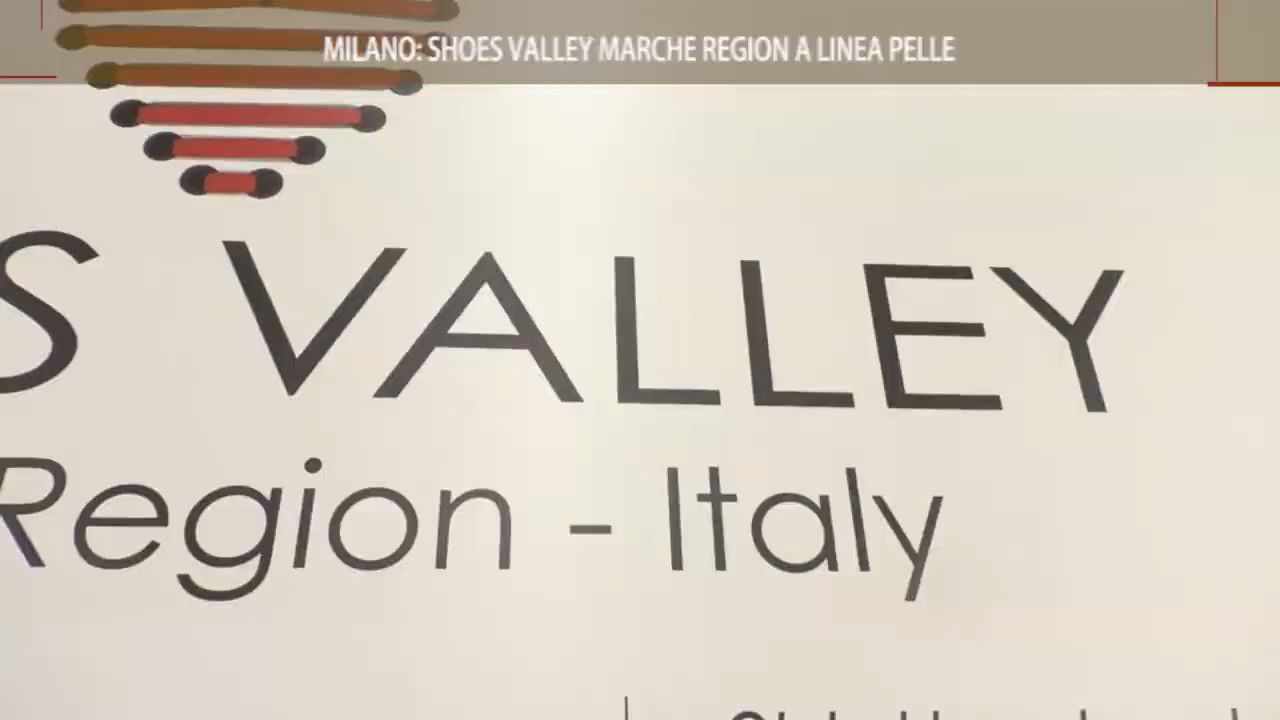 MILANO: SHOES VALLEY MARCHE REGION A LINEA PELLE
S VALLEY
Region - Italy